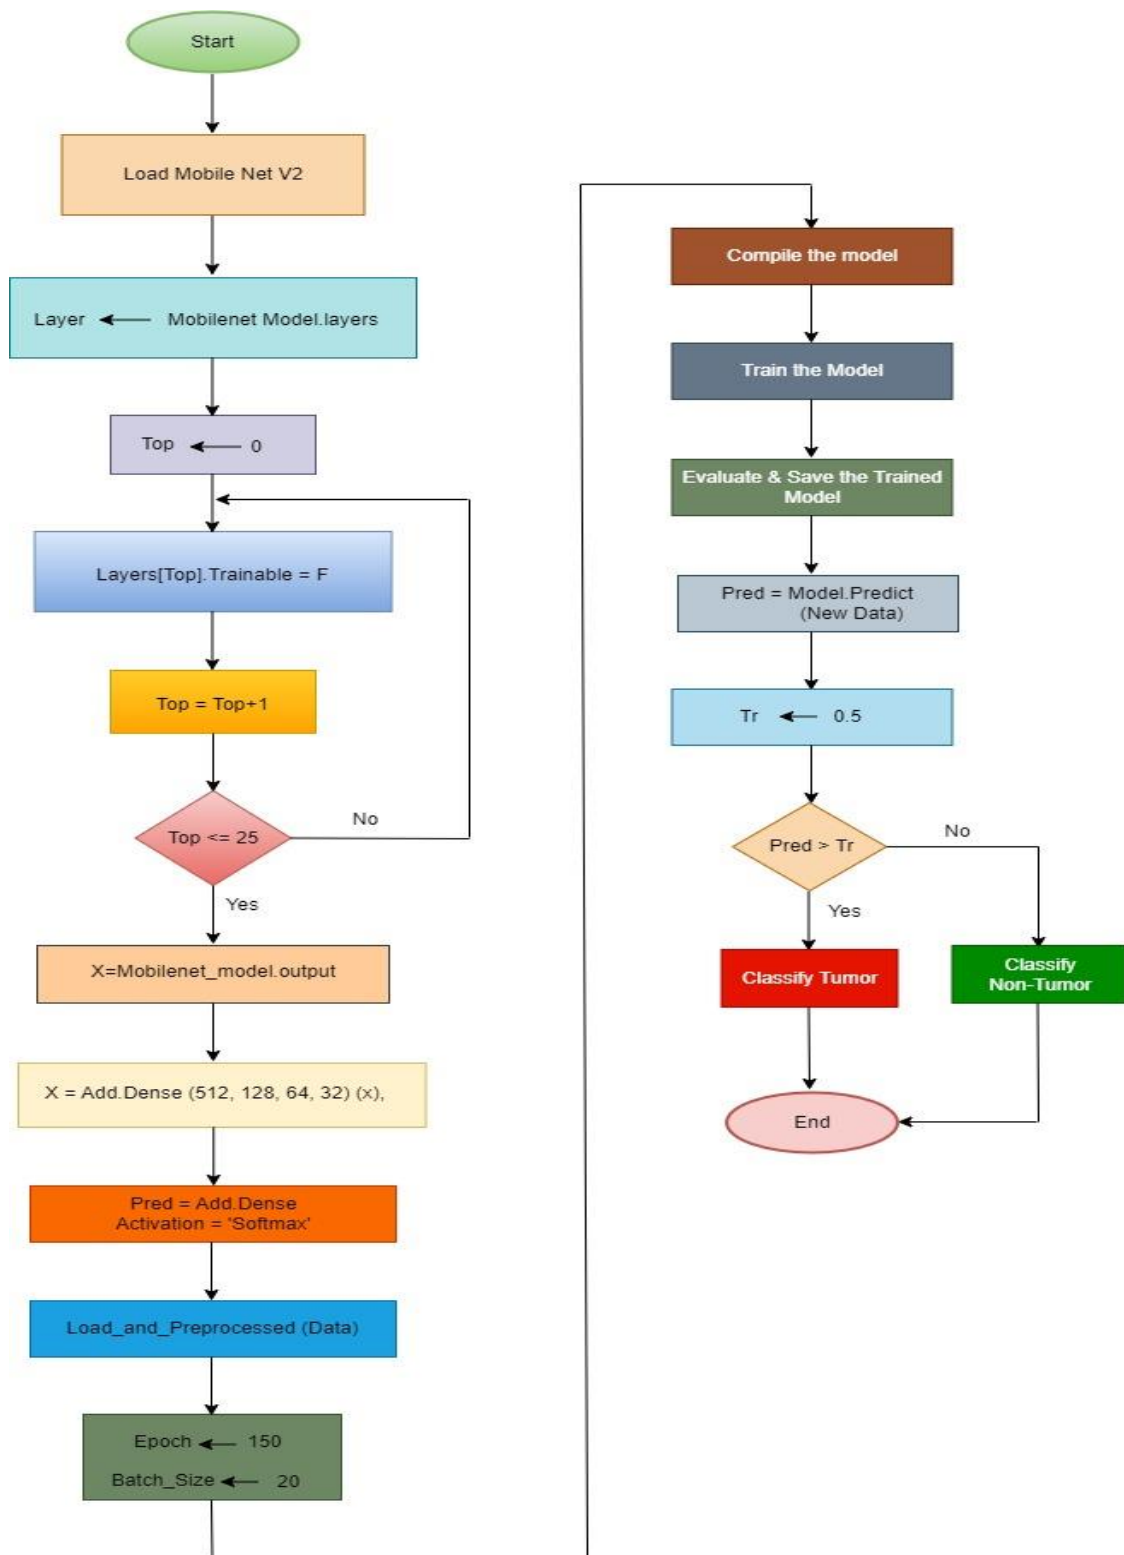 Start
Load Mobile Net V2
Layer Mobilenet Model.layers
Top 0
Layers[Top].Trainable = F
Top = Top+1
Top <= 25
No
Yes
X=Mobilenet_model.output
X = Add.Dense (512, 128, 64, 32) (x),
Pred = Add.Dense
Activation = 'Softmax'
Load_and_Preprocessed (Data)
Epoch 150
Batch_Size 20
Compile the model
Train the Model
Evaluate & Save the Trained
Model
Pred = Model.Predict
(New Data)
Tr 0.5
Pred > Tr
No
Yes
Classify Tumor
Classify
Non-Tumor
End